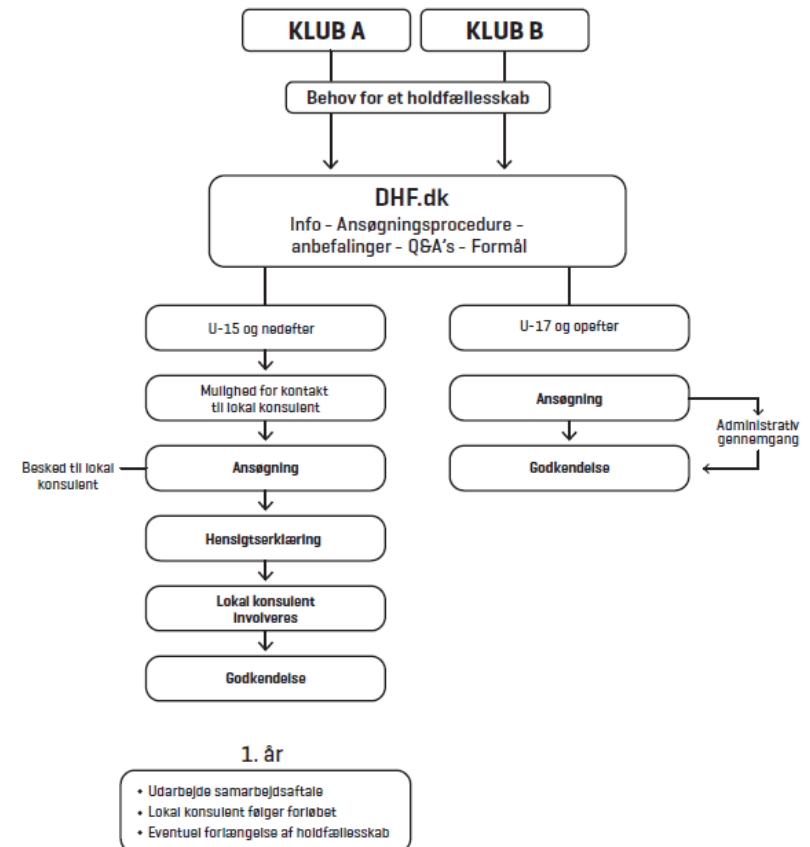 KLUB A
KLUB B
Behov for et holdfællesskab
DHF.dk
Info - Ansøgningsprocedure -
anbefalinger - Q&A's - Formål
U-15 og nedefter
U-17 og opefter
Mulighed for kontakt
til lokal konsulent
Ansøgning
Administrativ
gennemgang
Besked til lokal
konsulent
Ansøgning
Godkendelse
Hensigtserklæring
Lokal konsulent
Involveres
Godkendelse
1. år
• Udarbejde samarbejdsaftale
• Lokal konsulent følger forløbet
• Eventuel forlængelse af holdfællesskab